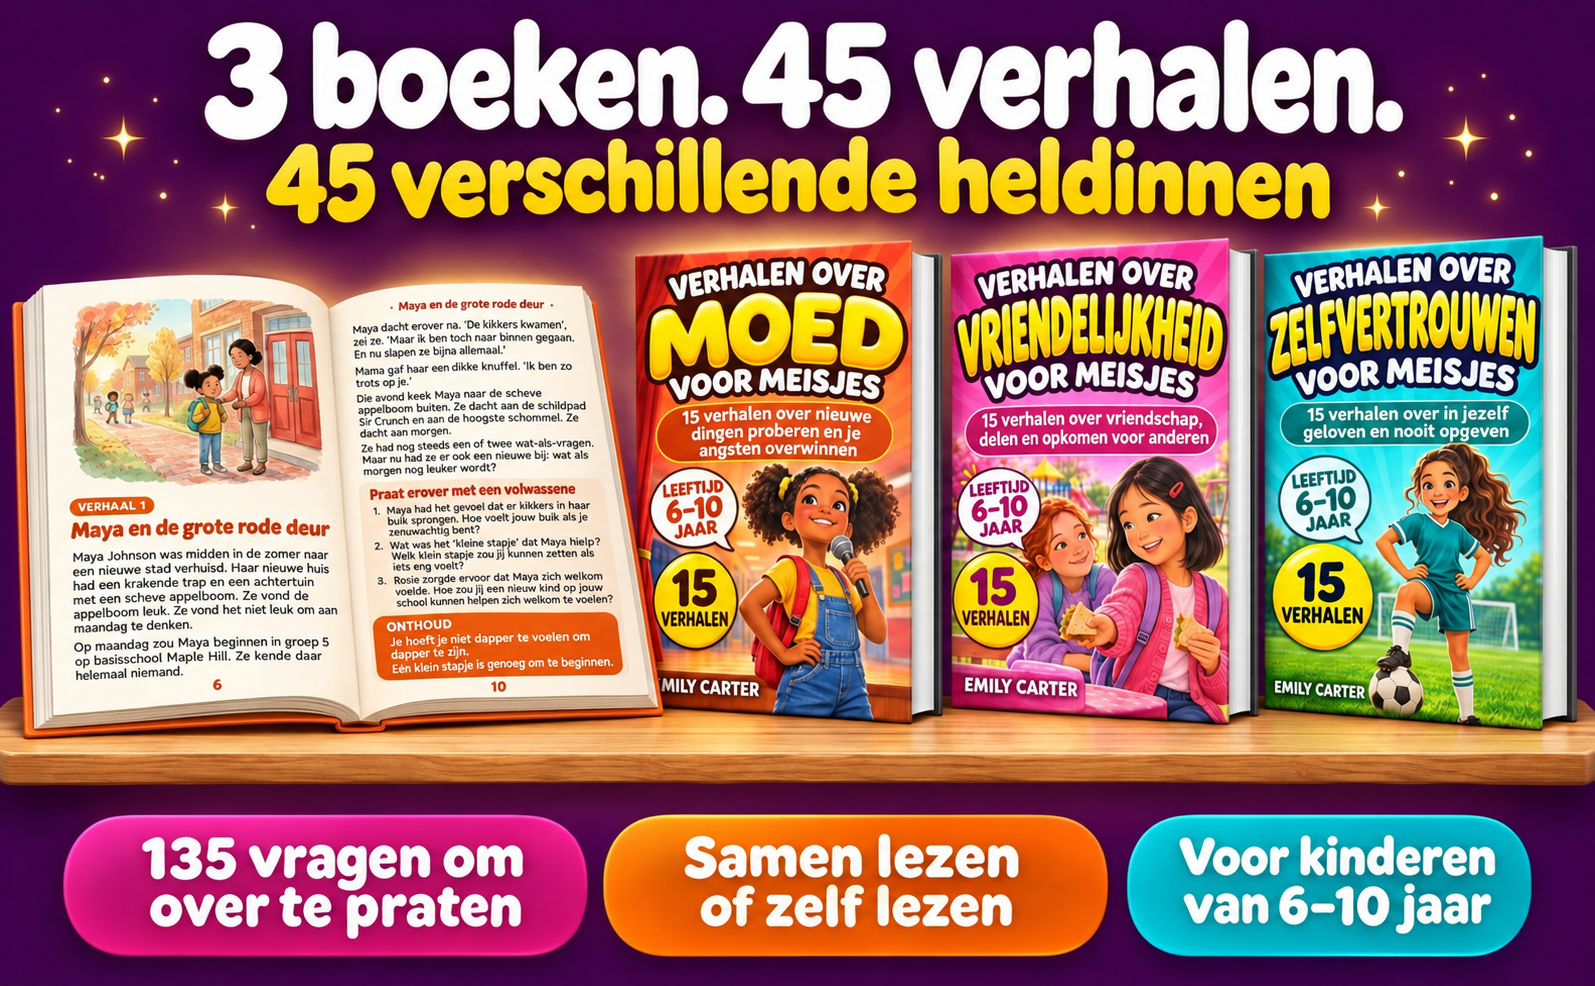 3 boeken. 45 verhalen.
45 verschillende heldinnen
VERHAAL 1
Maya en de grote rode deur
Maya Johnson was midden in de zomer naar
een nieuwe stad verhuisd. Haar nieuwe huis
had een krakende trap en een achtertuin
met een scheve appelboom. Ze vond de
appelboom leuk. Ze vond het niet leuk om aan
maandag te denken.
Op maandag zou Maya beginnen in groep 5
op basisschool Maple Hill. Ze kende daar
helemaal niemand.
6
· Maya en de grote rode deur ·
Maya dacht erover na. 'De kikkers kwamen',
zei ze. 'Maar ik ben toch naar binnen gegaan.
En nu slapen ze bijna allemaal.'
Mama gaf haar een dikke knuffel. 'Ik ben zo
trots op je.'
Die avond keek Maya naar de scheve
appelboom buiten. Ze dacht aan de schildpad
Sir Crunch en aan de hoogste schommel. Ze
dacht aan morgen.
Ze had nog steeds een of twee wat-als-vragen.
Maar nu had ze er ook een nieuwe bij: wat als
morgen nog leuker wordt?
Praat erover met een volwassene
1. Maya had het gevoel dat er kikkers in haar
buik sprongen. Hoe voelt jouw buik als je
zenuwachtig bent?
2. Wat was het 'kleine stapje' dat Maya hielp?
Welk klein stapje zou jij kunnen zetten als
iets eng voelt?
3. Rosie zorgde ervoor dat Maya zich welkom
voelde. Hoe zou jij een nieuw kind op jouw
school kunnen helpen zich welkom te voelen?
ONTHOUD
Je hoeft je niet dapper te voelen om
dapper te zijn.
Eén klein stapje is genoeg om te beginnen.
10
VERHALEN OVER
MOED
VOOR MEISJES
15 verhalen over nieuwe
dingen proberen en je
angsten overwinnen
LEEFTIJD
6-10
JAAR
15
VERHALEN
EMILY CARTER
VERHALEN OVER
VRIENDELIJKHEID
VOOR MEISJES
15 verhalen over vriendschap,
delen en opkomen voor anderen
LEEFTIJD
6-10
JAAR
15
VERHALEN
EMILY CARTER
VERHALEN OVER
ZELFVERTROUWEN
VOOR MEISJES
15 verhalen over in jezelf
geloven en nooit opgeven
LEEFTIJD
6-10
JAAR
15
VERHALEN
EMILY CARTER
135 vragen om
over te praten
Samen lezen
of zelf lezen
Voor kinderen
van 6-10 jaar